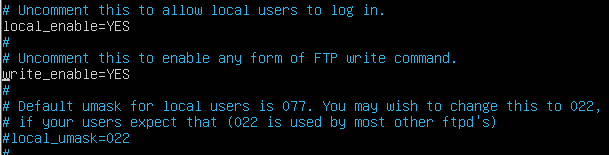 # Uncomment this to allow local users to log in.
local_enable=YES
#
# Uncomment this to enable any form of FTP write command.
write_enable=YES
#
# Default umask for local users is 077. You may wish to change this to 022,
# if your users expect that (022 is used by most other ftpd's)
#local_umask=022
#